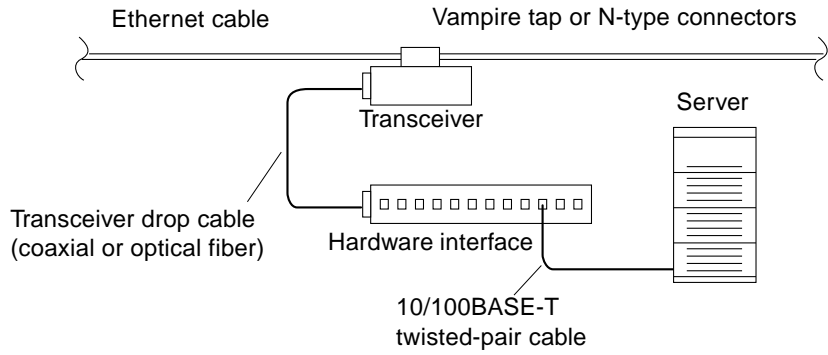 Ethernet cable
Vampire tap or N-type connectors
Transceiver
Server
Transceiver drop cable
(coaxial or optical fiber)
Hardware interface
10/100BASE-T
twisted-pair cable